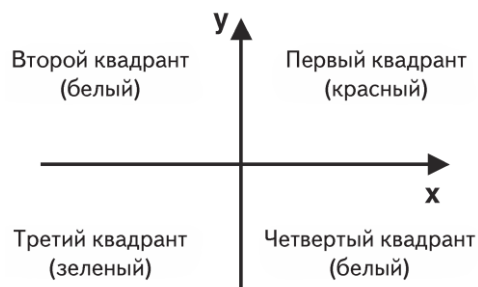 y
Второй квадрант
(белый)
Первый квадрант
(красный)
x
Третий квадрант
(зеленый)
Четвертый квадрант
(белый)